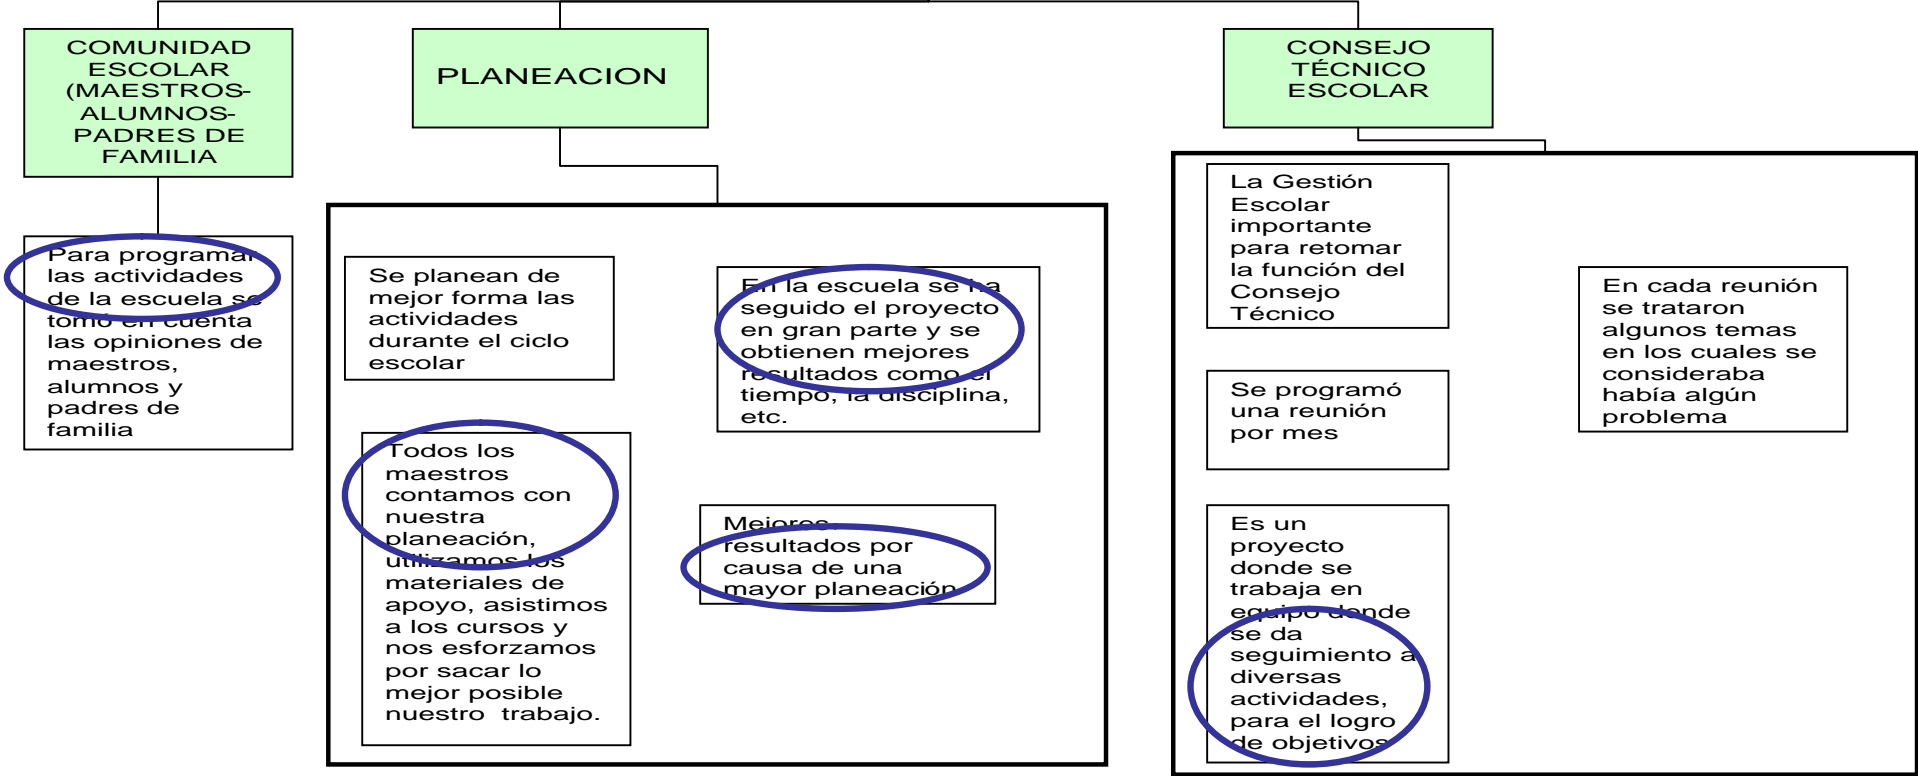 COMUNIDAD
ESCOLAR
(MAESTROS-
ALUMNOS-
PADRES DE
FAMILIA
PLANEACION
CONSEJO
TÉCNICO
ESCOLAR
Para programar
las actividades
de la escuela se
tomó en cuenta
las opiniones de
maestros,
alumnos y
padres de
familia
Se planean de
mejor forma las
actividades
durante el ciclo
escolar
En la escuela se ha
seguido el proyecto
en gran parte y se
obtienen mejores
resultados como el
tiempo, la disciplina,
etc.
Todos los
maestros
contamos con
nuestra
planeación,
utilizamos los
materiales de
apoyo, asistimos
a los cursos y
nos esforzamos
por sacar lo
mejor posible
nuestro trabajo.
Mejores
resultados por
causa de una
mayor planeación
La Gestión
Escolar
importante
para retomar
la función del
Consejo
Técnico
Se programó
una reunión
por mes
Es un
proyecto
donde se
trabaja en
equipo donde
se da
seguimiento a
diversas
actividades,
para el logro
de objetivos
En cada reunión
se trataron
algunos temas
en los cuales se
consideraba
había algún
problema